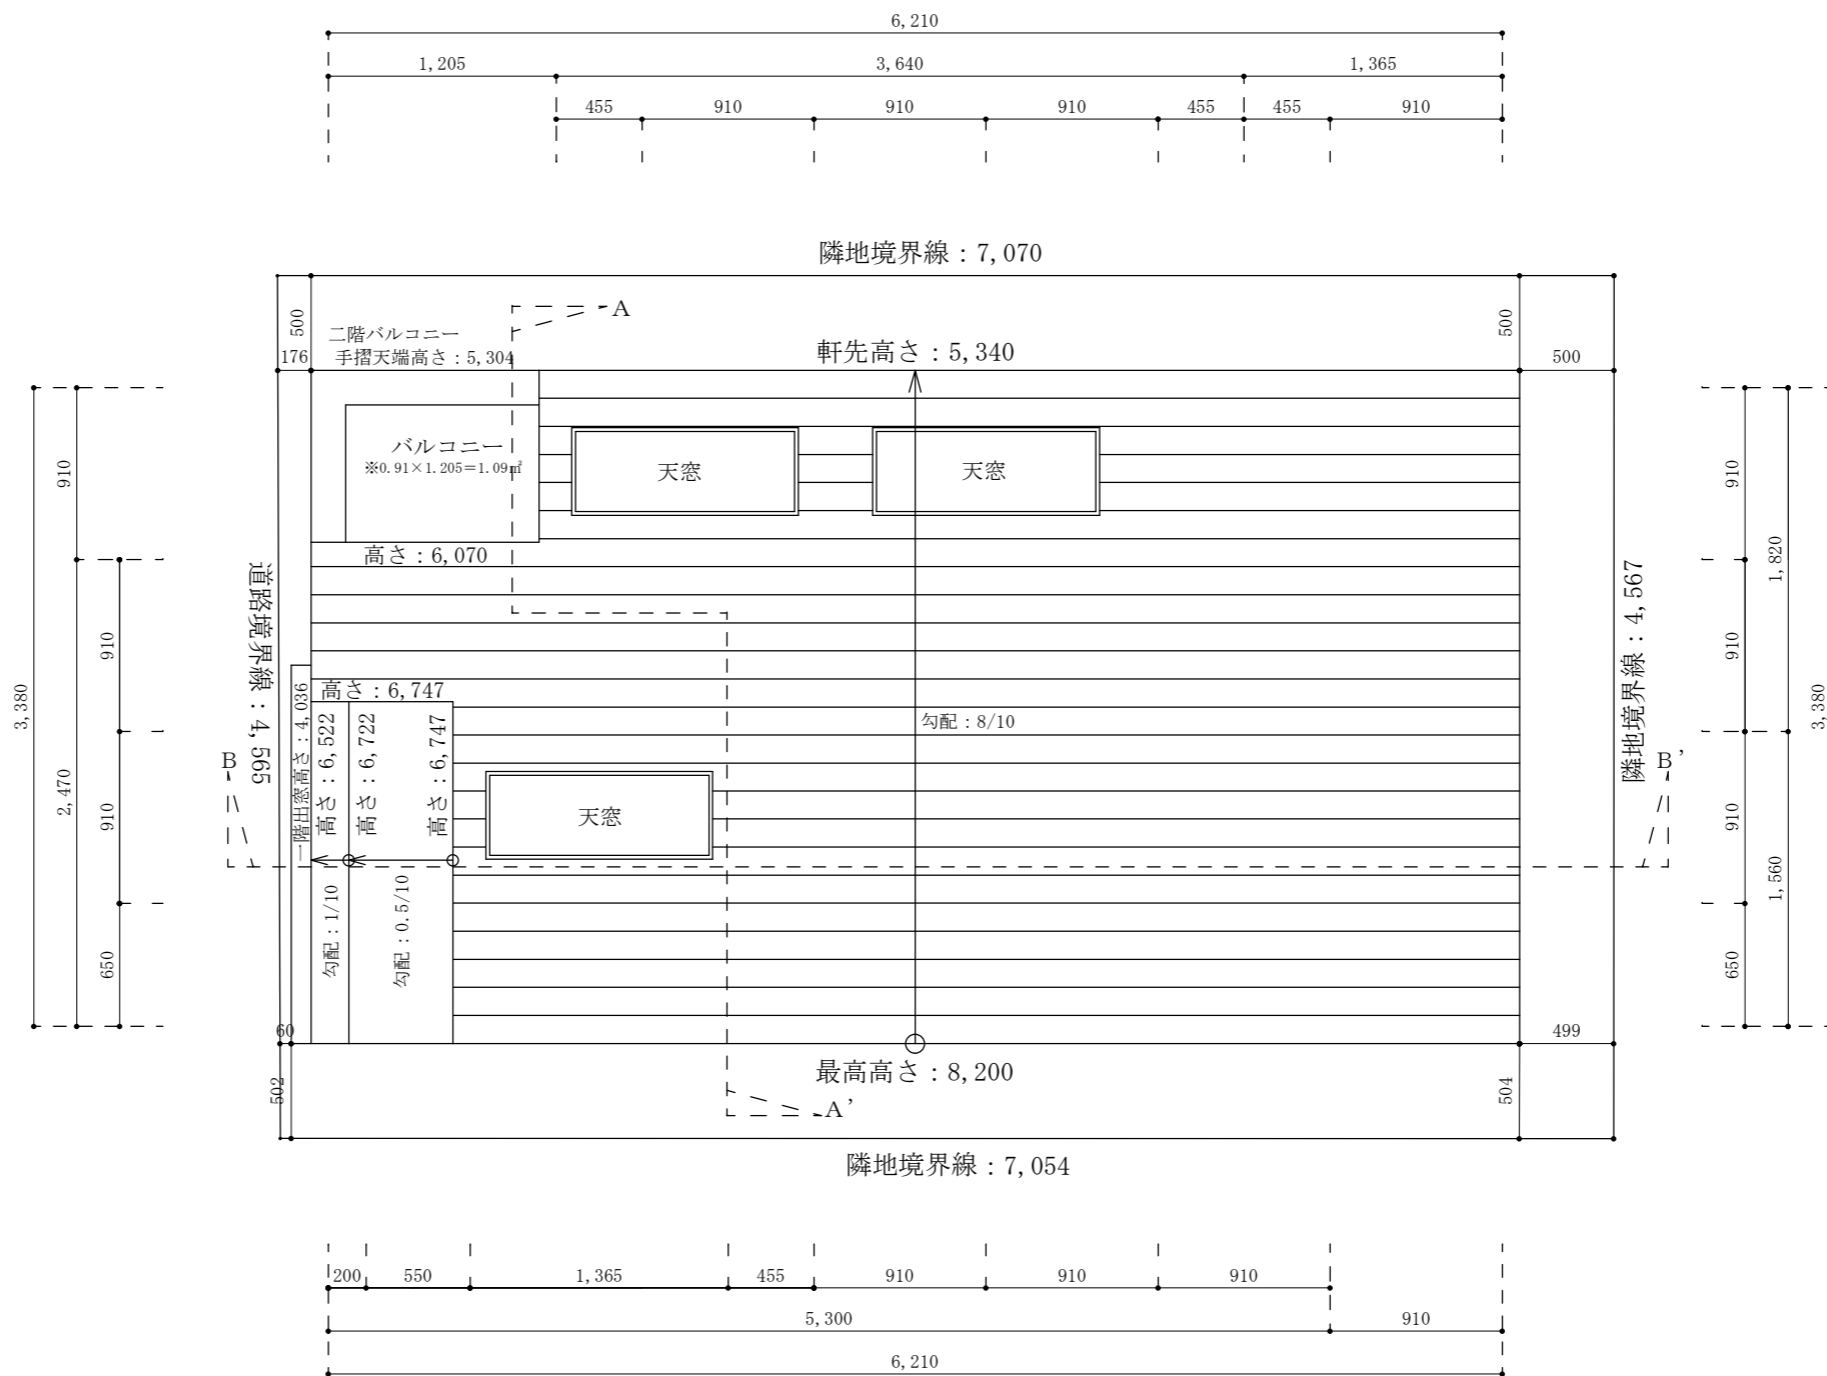 6,210
1,205 3,640 1,365
455 910 910 910 455 455 910
隣地境界線：7,070
A
500
500
二階バルコニー
176 手摺天端高さ：5,304
軒先高さ：5,340
500
バルコニー
※0.91×1.205＝1.09㎡
天窓
天窓
910
910
1,820
高さ：6,070
道路境界線：4,565
隣地境界線：4,567
910
910
3,380
3,380
高さ：6,747
一階出窓高さ：4,036
高さ：6,522
高さ：6,722
高さ：6,747
勾配：8/10
B
B'
2,470
910
天窓
910
1,560
勾配：1/10
勾配：0.5/10
650
650
60
499
最高高さ：8,200
502
504
A'
隣地境界線：7,054
200 550 1,365 455 910 910 910
5,300 910
6,210